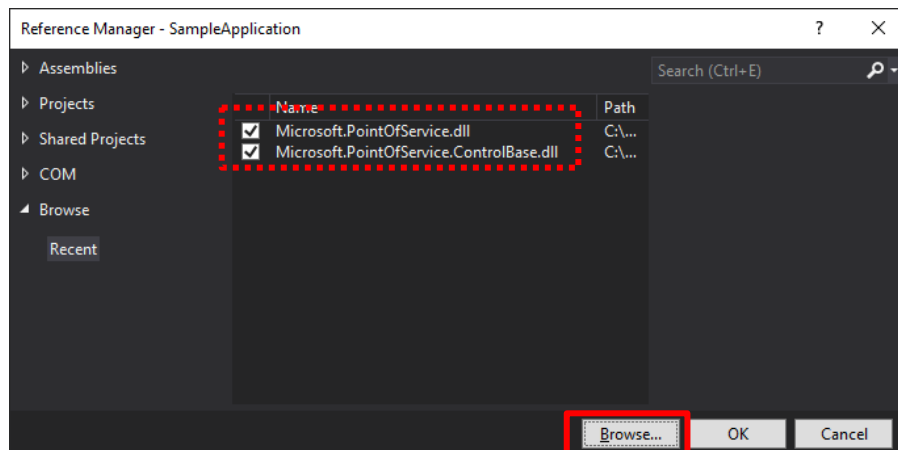 Reference Manager - SampleApplication
Assemblies
Projects
Shared Projects
COM
Browse
Recent
Search (Ctrl+E)
Name Path
Microsoft.PointOfService.dll C:\...
Microsoft.PointOfService.ControlBase.dll C:\...
Browse... OK Cancel